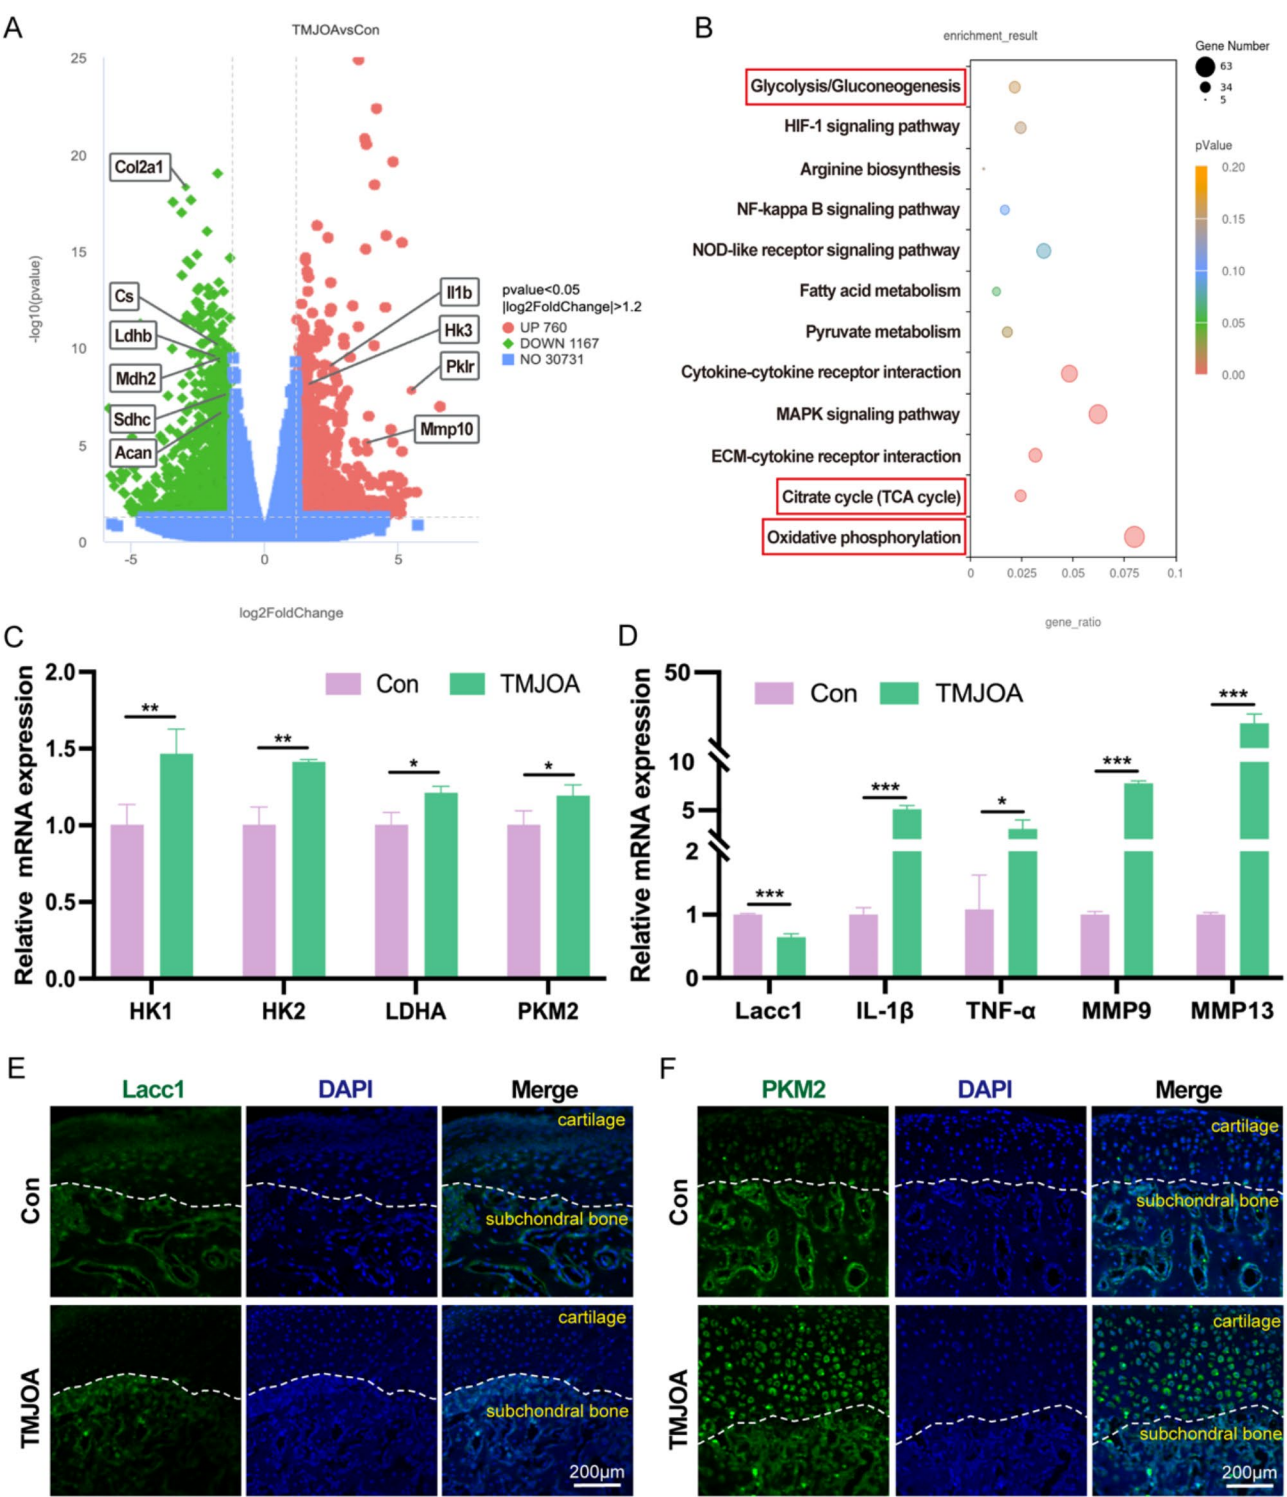 A
TMJOAvsCon
25
20
15
10
5
0
-log10(pvalue)
-5
0
5
log2FoldChange
Col2a1
Cs
Ldhb
Mdh2
Sdhc
Acan
Il1b
Hk3
Pklr
Mmp10
pvalue<0.05
|log2FoldChange|>1.2
UP 760
DOWN 1167
NO 30731
B
enrichment_result
Glycolysis/Gluconeogenesis
HIF-1 signaling pathway
Arginine biosynthesis
NF-kappa B signaling pathway
NOD-like receptor signaling pathway
Fatty acid metabolism
Pyruvate metabolism
Cytokine-cytokine receptor interaction
MAPK signaling pathway
ECM-cytokine receptor interaction
Citrate cycle (TCA cycle)
Oxidative phosphorylation
0
0.025
0.05
0.075
0.1
gene_ratio
Gene Number
63
34
5
pValue
0.20
0.15
0.10
0.05
0.00
C
Relative mRNA expression
2.0
1.5
1.0
0.5
0.0
Con
TMJOA
**
**
*
*
HK1
HK2
LDHA
PKM2
D
Relative mRNA expression
50
10
5
2
1
0
Con
TMJOA
***
***
*
***
***
Lacc1
IL-1β
TNF-α
MMP9
MMP13
E
Lacc1
DAPI
Merge
Con
cartilage
subchondral bone
TMJOA
cartilage
subchondral bone
200μm
F
PKM2
DAPI
Merge
Con
cartilage
subchondral bone
TMJOA
cartilage
subchondral bone
200μm